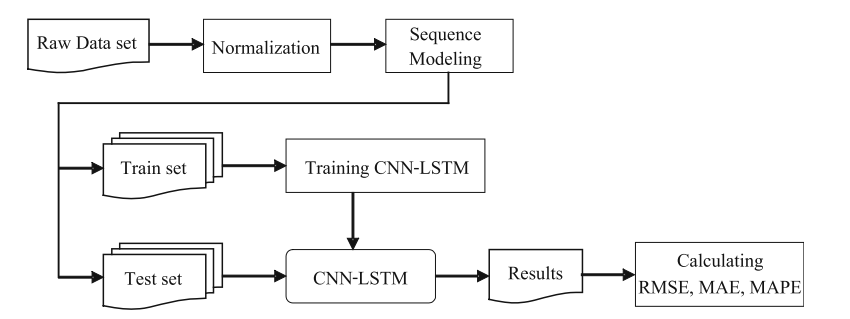 Raw Data set
Normalization
Sequence
Modeling
Train set
Training CNN-LSTM
Test set
CNN-LSTM
Results
Calculating
RMSE, MAE, MAPE